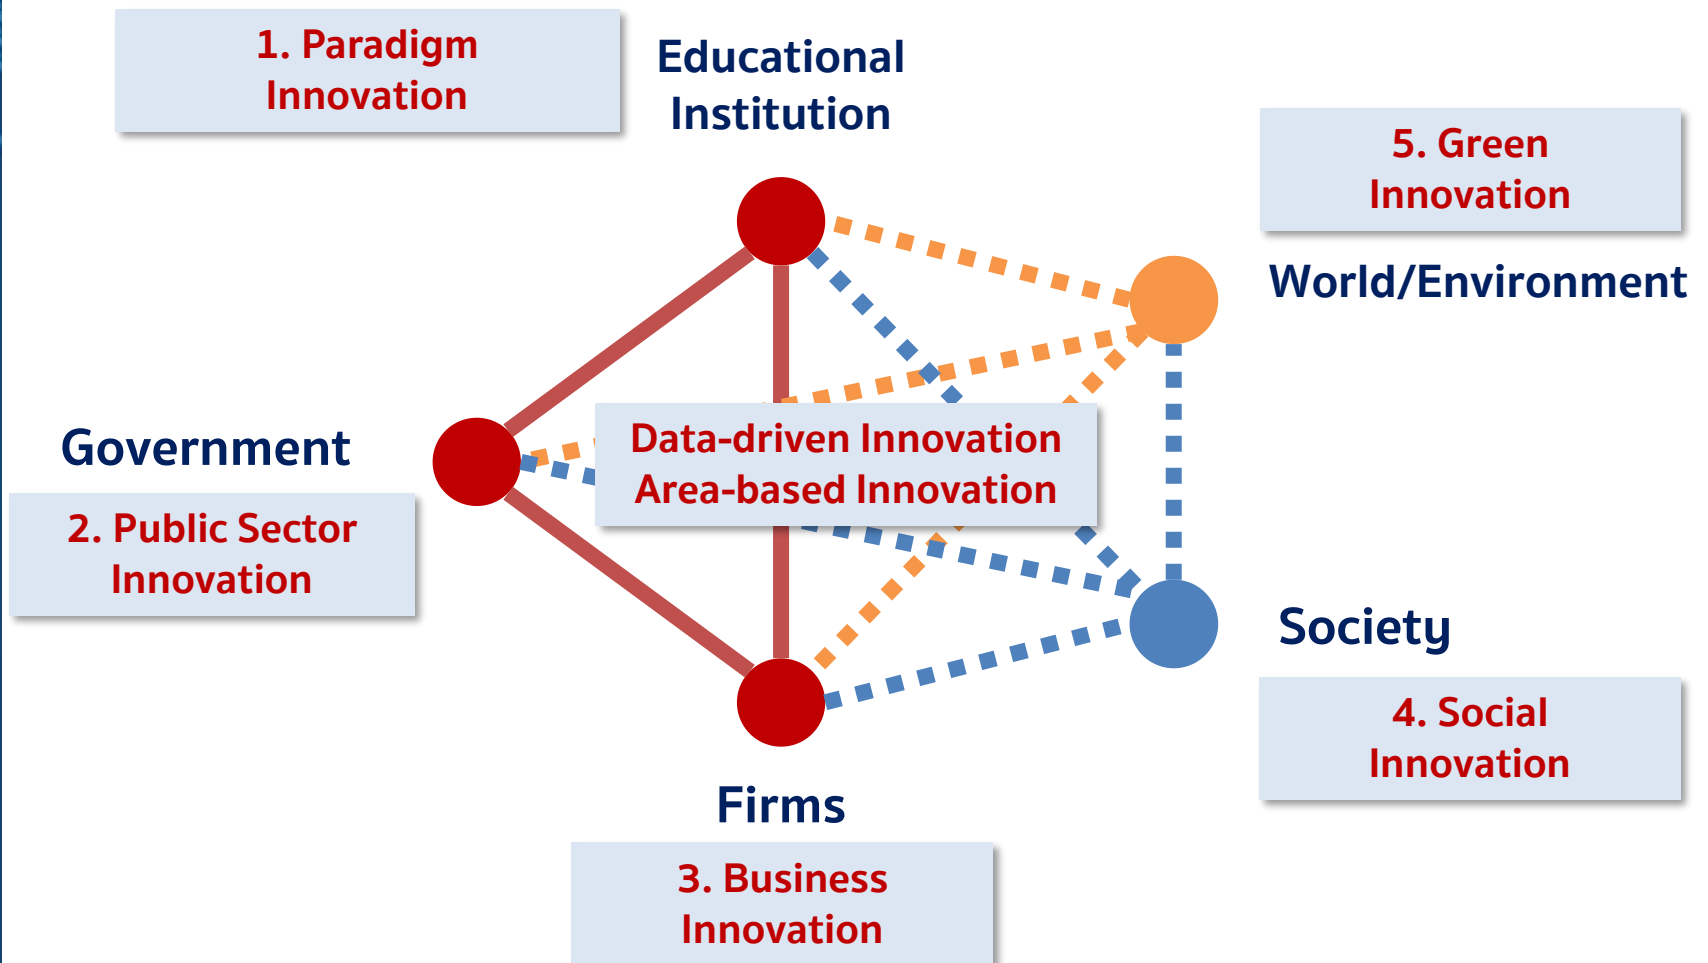 1. Paradigm
Innovation
Educational
Institution
5. Green
Innovation
World/Environment
Government
2. Public Sector
Innovation
Data-driven Innovation
Area-based Innovation
Society
4. Social
Innovation
Firms
3. Business
Innovation